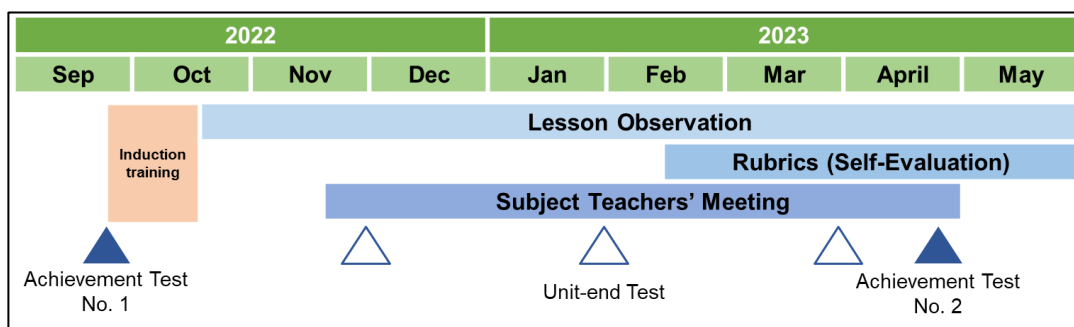 2022 2023
Sep Oct Nov Dec Jan Feb Mar April May
Lesson Observation
Induction
training
Rubrics (Self-Evaluation)
Subject Teachers’ Meeting
Achievement Test
No. 1
Unit-end Test
Achievement Test
No. 2